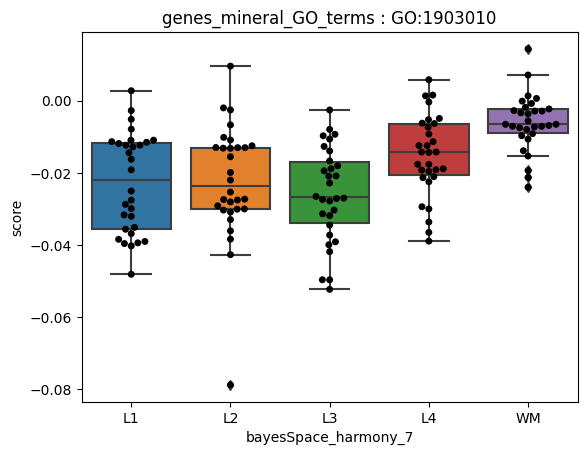 genes_mineral_GO_terms : GO:1903010
0.00
−0.02
−0.04
−0.06
−0.08
score
L1 L2 L3 L4 WM
bayesSpace_harmony_7